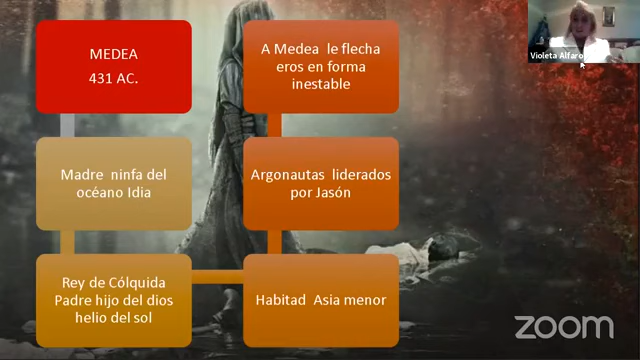 MEDEA
431 AC.
Madre ninfa del
océano Idia
Rey de Cólquida
Padre hijo del dios
helio del sol
Habitad Asia menor
Argonautas liderados
por Jasón
A Medea le flecha
eros en forma
inestable
Violeta Alfaro
zoom